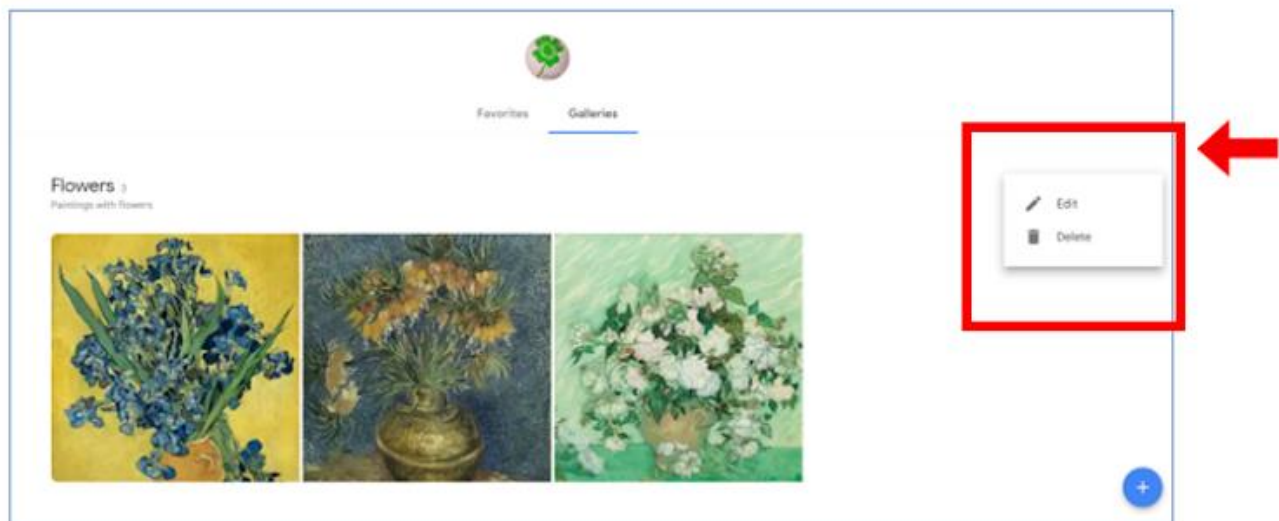 Favorites Galleries
Flowers 3
Paintings with flowers
Edit
Delete